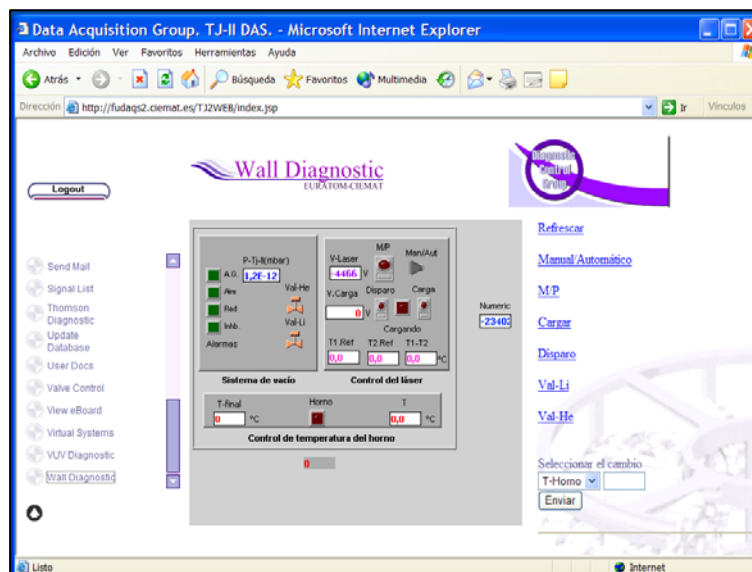 Data Acquisition Group. TJ-II DAS. - Microsoft Internet Explorer
Archivo Edición Ver Favoritos Herramientas Ayuda
Atrás Búsqueda Favoritos Multimedia
Dirección http://fudaqs2.ciemat.es/TJ2WEB/index.jsp Ir Vínculos
Logout
Wall Diagnostic
EURATOM-CIEMAT
Diagnostic
Control
Group
Send Mail
Signal List
Thomson
Diagnostic
Update
Database
User Docs
Valve Control
View eBoard
Virtual Systems
VUV Diagnostic
Wall Diagnostic
P-Tj-II(mbar)
A.G. 1,2E-12
Aire
Red
Inhb.
Alarmas
Val-He
Val-Li
Sistema de vacío
V-Laser M/P Man/Aut
-4466 V
V.Carga Disparo Carga
0 V
Cargando
T1.Ref T2.Ref T1-T2
0,0 0,0 0,0 ºC
Control del láser
T-Final Horno T
0 ºC 0,0 ºC
Control de temperatura del horno
0
Numeric
-23402
Refrescar
Manual/Automático
M/P
Cargar
Disparo
Val-Li
Val-He
Seleccionar el cambio
T-Horno
Enviar
Listo Internet